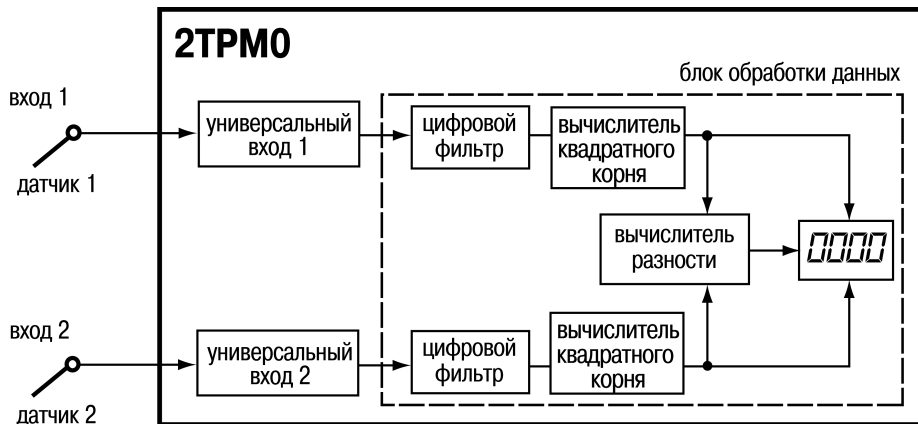 2ТРМ0
блок обработки данных
вход 1
датчик 1
универсальный
вход 1
цифровой
фильтр
вычислитель
квадратного
корня
вычислитель
разности
0000
вход 2
датчик 2
универсальный
вход 2
цифровой
фильтр
вычислитель
квадратного
корня